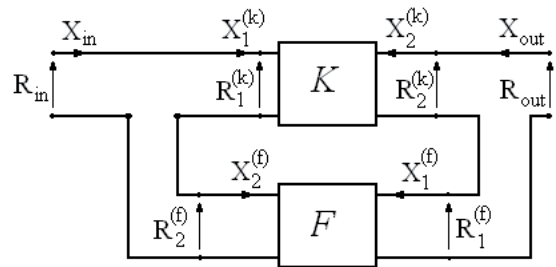 X_in X_1^(k) X_2^(k) X_out
R_in R_1^(k) K R_2^(k) R_out
X_2^(f) X_1^(f)
R_2^(f) F R_1^(f)